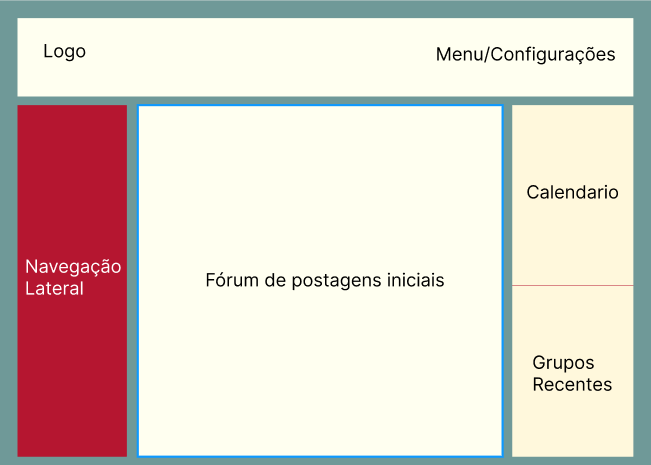 Logo
Menu/Configurações
Navegação
Lateral
Fórum de postagens iniciais
Calendario
Grupos
Recentes